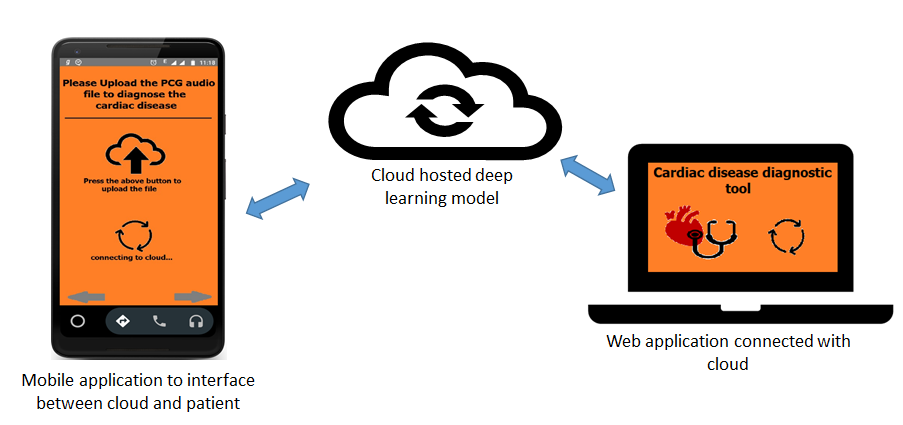 11:18
Please Upload the PCG audio
file to diagnose the
cardiac disease
Press the above button to
upload the file
connecting to cloud...
Mobile application to interface
between cloud and patient
Cloud hosted deep
learning model
Cardiac disease diagnostic
tool
Web application connected with
cloud